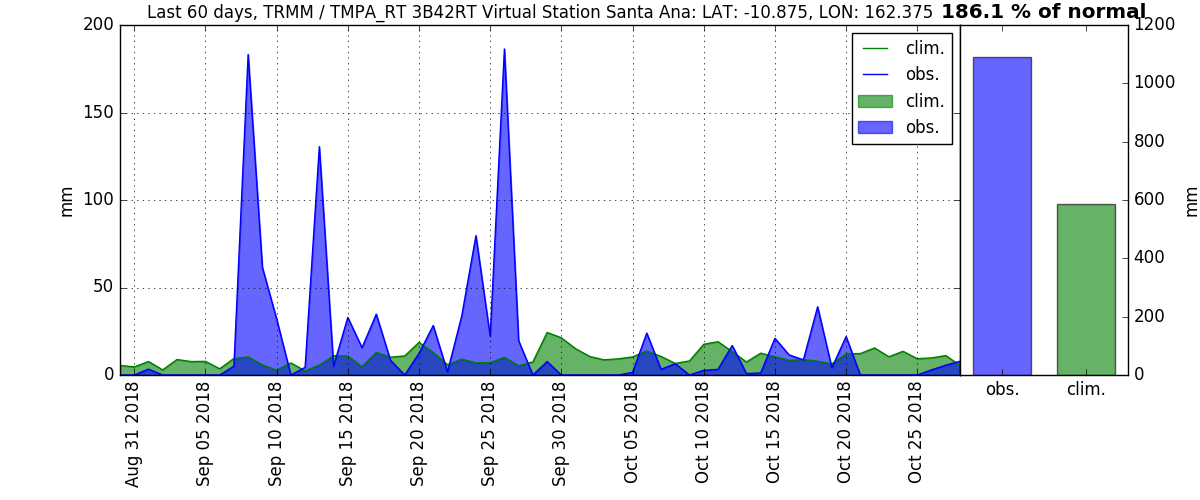 Last 60 days, TRMM / TMPA_RT 3B42RT Virtual Station Santa Ana: LAT: -10.875, LON: 162.375 186.1 % of normal
200
150
100
50
0
mm
clim.
obs.
clim.
obs.
1200
1000
800
600
400
200
0
mm
Aug 31 2018
Sep 05 2018
Sep 10 2018
Sep 15 2018
Sep 20 2018
Sep 25 2018
Sep 30 2018
Oct 05 2018
Oct 10 2018
Oct 15 2018
Oct 20 2018
Oct 25 2018
obs.
clim.